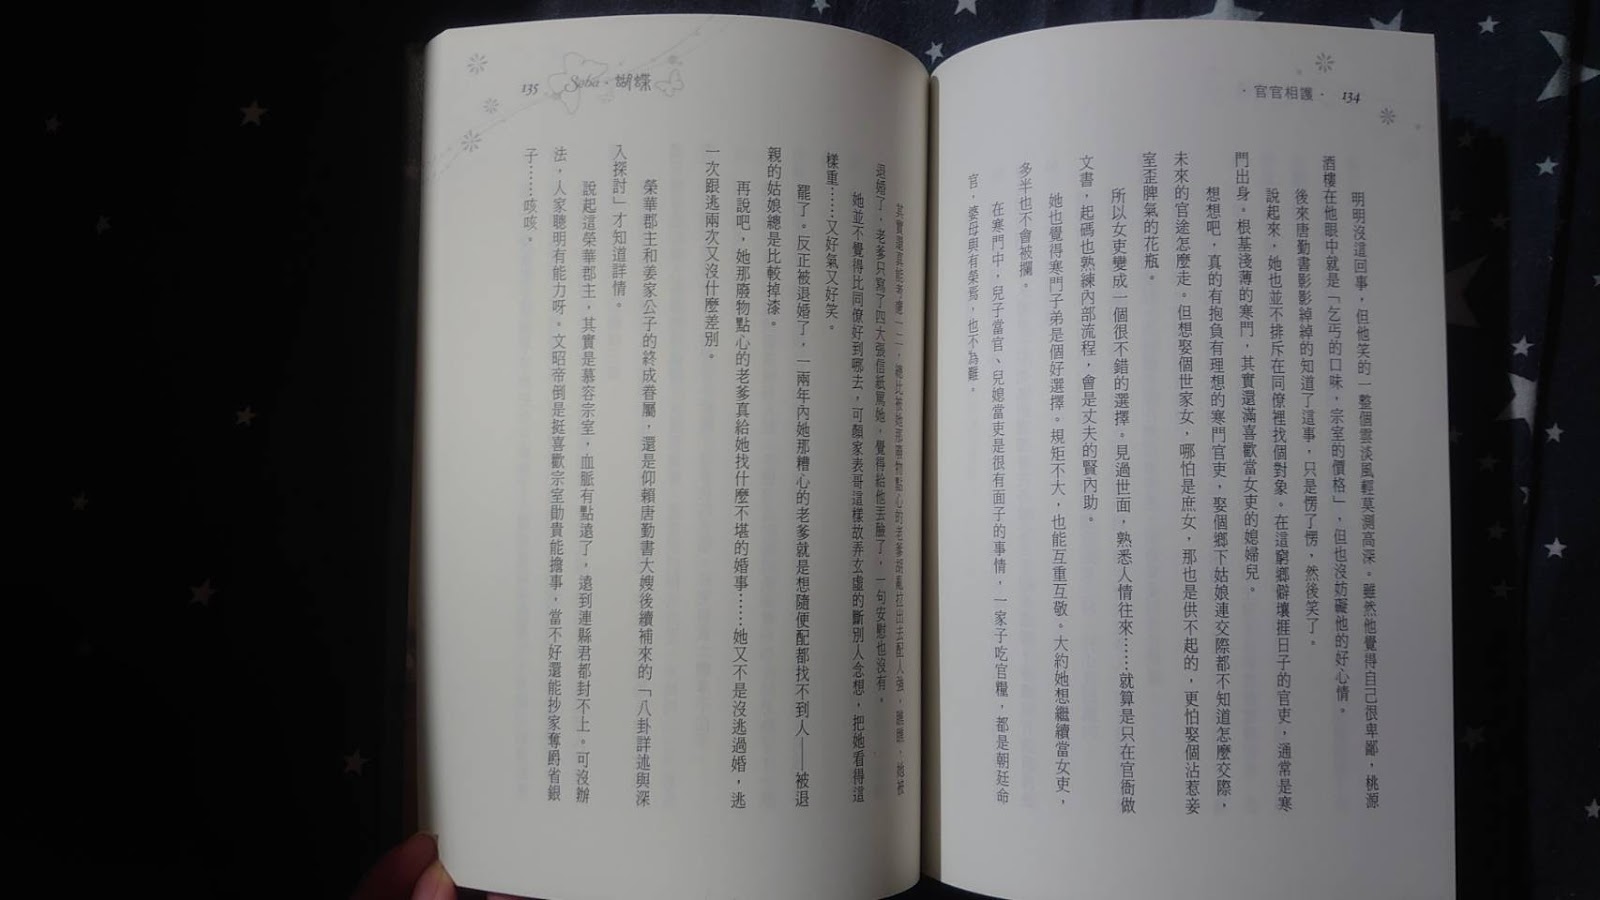 ·官官相護· 134
明明沒這回事，但他笑的一整個雲淡風輕莫測高深。雖然他覺得自己很卑鄙，桃源
酒樓在他眼中就是「乞丐的口味，宗室的價格」，但也沒妨礙他的好心情。
後來唐勤書影影綽綽的知道了這事，只是愣了愣，然後笑了。
說起來，她也並不排斥在同僚裡找個對象。在這窮鄉僻壤捱日子的官吏，通常是寒
門出身。根基淺薄的寒門，其實還滿喜歡當女吏的媳婦兒。
想想吧，真的有抱負有理想的寒門官吏，娶個鄉下姑娘連交際都不知道怎麼交際，
未來的官途怎麼走。但想娶個世家女，哪怕是庶女，那也是供不起的，更怕娶個沾惹妾
室歪脾氣的花瓶。
所以女吏變成一個很不錯的選擇。見過世面，熟悉人情往來……就算是只在官衙做
文書，起碼也熟練內部流程，會是丈夫的賢內助。
她也覺得寒門子弟是個好選擇。規矩不大，也能互重互敬。大約她想繼續當女吏，
多半也不會被攔。
在寒門中，兒子當官、兒媳當吏是很有面子的事情，一家子吃官糧，都是朝廷命
官，婆母與有榮焉，也不為難。
135 Seba·蝴蝶
其實還真能考慮一二，總比被她那廢物點心的老爹胡亂拉出去配人強，
退婚了，老爹只寫了四大張信紙罵她，覺得給他丟臉了，一句安慰也沒有。
她並不覺得比同僚好到哪去，可顏家表哥這樣故弄玄虛的斷別人念想，把她看得這
樣重……又好氣又好笑。
罷了。反正被退婚了，一兩年內她那糟心的老爹就是想隨便配都找不到人——被退
親的姑娘總是比較掉漆。
再說吧，她那廢物點心的老爹真給她找什麼不堪的婚事……她又不是沒逃過婚，逃
一次跟逃兩次又沒什麼差別。
榮華郡主和姜家公子的終成眷屬，還是仰賴唐勤書大嫂後續補來的「八卦詳述與深
入探討」才知道詳情。
說起這榮華郡主，其實是慕容宗室，血脈有點遠了，遠到連縣君都封不上。可沒辦
法，人家聰明有能力呀。文昭帝倒是挺喜歡宗室勛貴能擔事，當不好還能抄家奪爵省銀
子……咳咳。